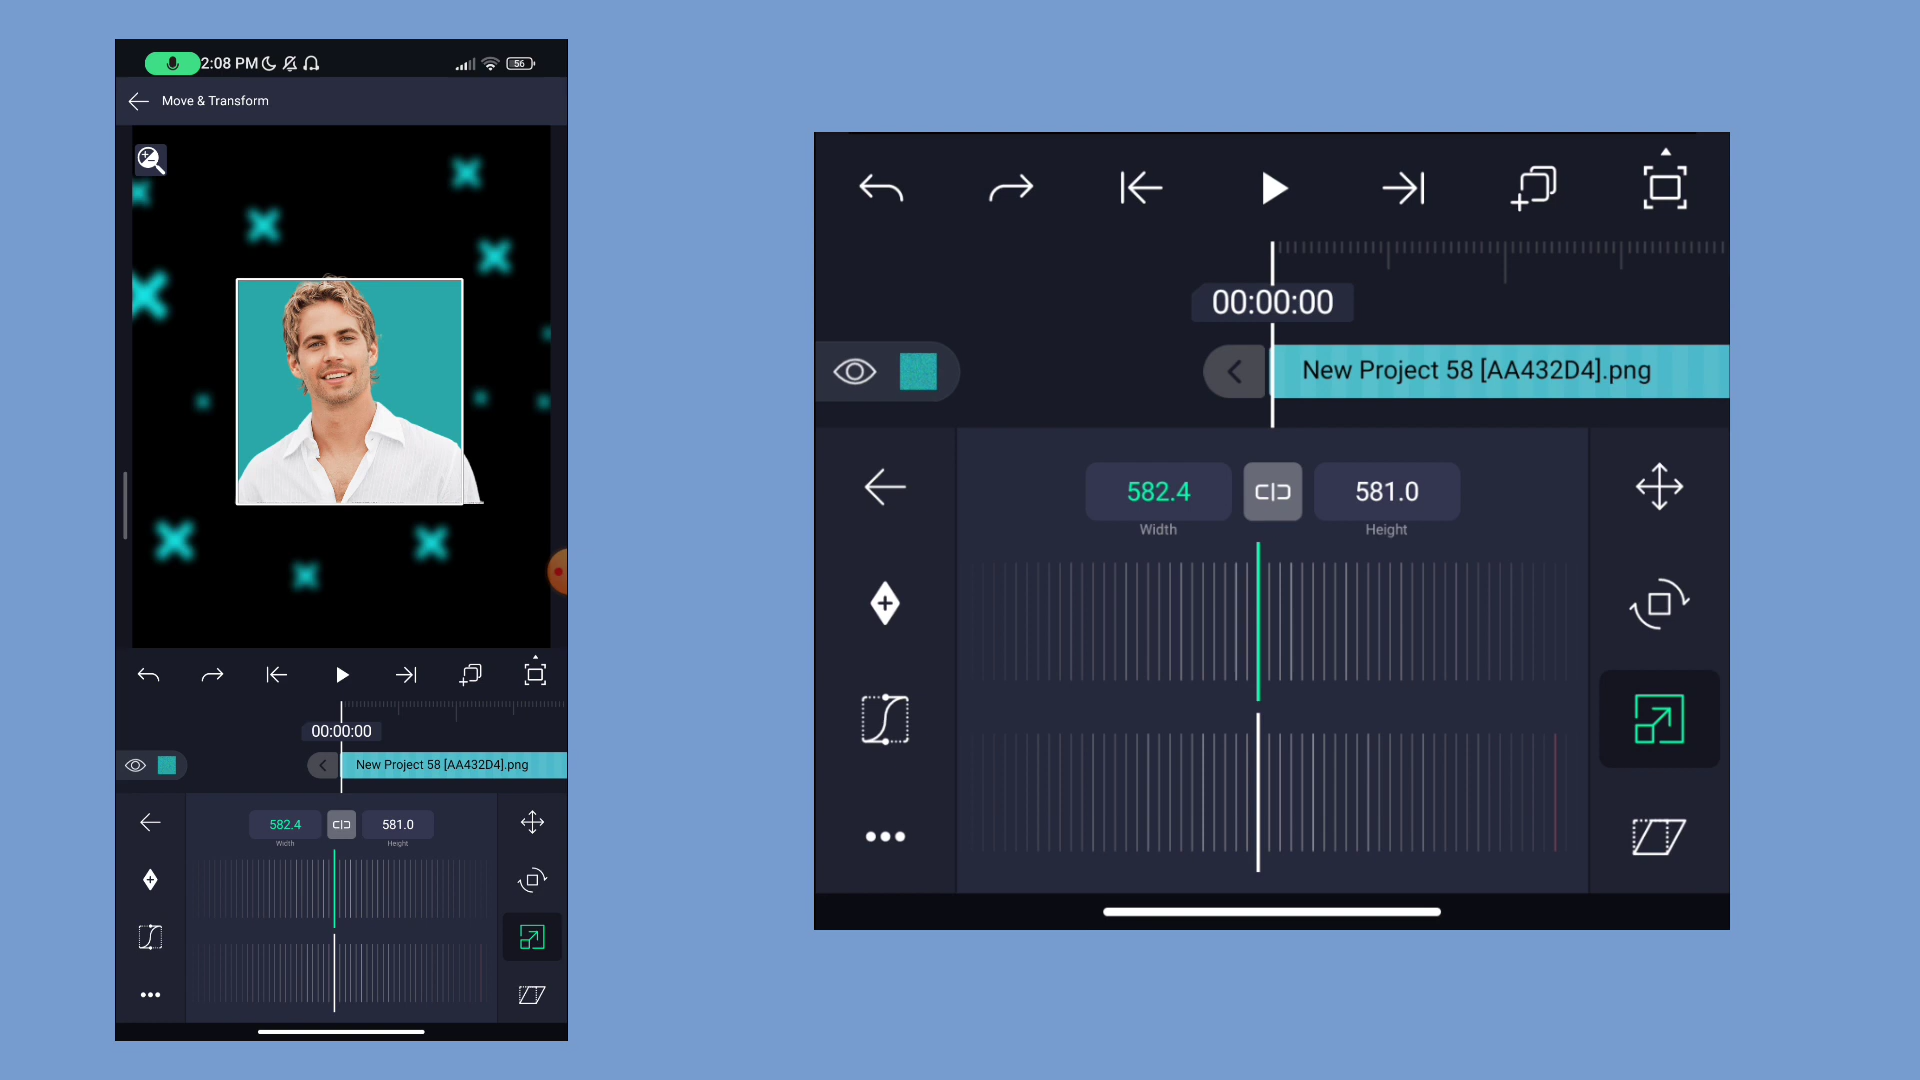 2:08 PM
56
Move & Transform
00:00:00
New Project 58 [AA432D4].png
582.4
581.0
Width
Height
00:00:00
New Project 58 [AA432D4].png
582.4
581.0
Width
Height